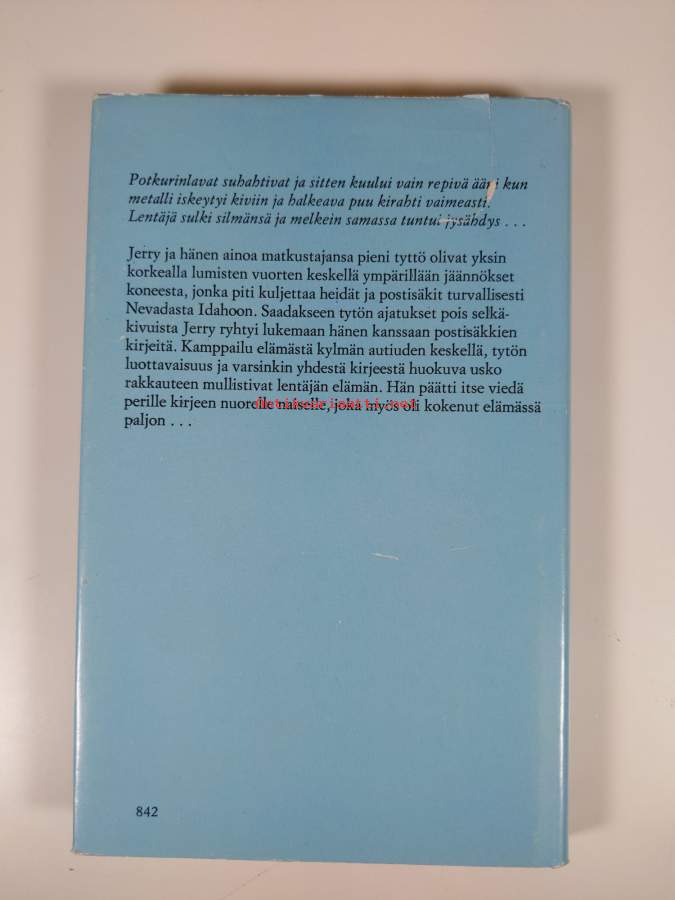 Potkurinlavat suhahtivat ja sitten kuului vain repivä ääni kun
metalli iskeytyi kiviin ja halkeava puu kirahti vaimeasti.
Lentäjä sulki silmänsä ja melkein samassa tuntui jysähdys . . .
Jerry ja hänen ainoa matkustajansa pieni tyttö olivat yksin
korkealla lumisten vuorten keskellä ympärillään jäännökset
koneesta, jonka piti kuljettaa heidät ja postisäkit turvallisesti
Nevadasta Idahoon. Saadakseen tytön ajatukset pois selkä-
kivuista Jerry ryhtyi lukemaan hänen kanssaan postisäkkien
kirjeitä. Kamppailu elämästä kylmän autiuden keskellä, tytön
luottavaisuus ja varsinkin yhdestä kirjeestä huokuva usko
rakkauteen mullistivat lentäjän elämän. Hän päätti itse viedä
perille kirjeen nuorelle naiselle, joka myös oli kokenut elämässä
paljon . . .
antikvariaatti.net
842